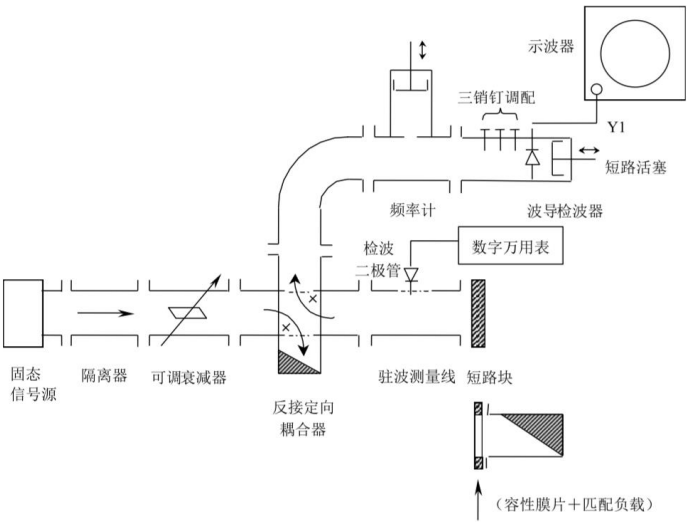 示波器
三销钉调配
Y1
短路活塞
频率计
波导检波器
检波
二极管
数字万用表
固态
信号源
隔离器
可调衰减器
反接定向
耦合器
驻波测量线
短路块
(容性膜片+匹配负载)